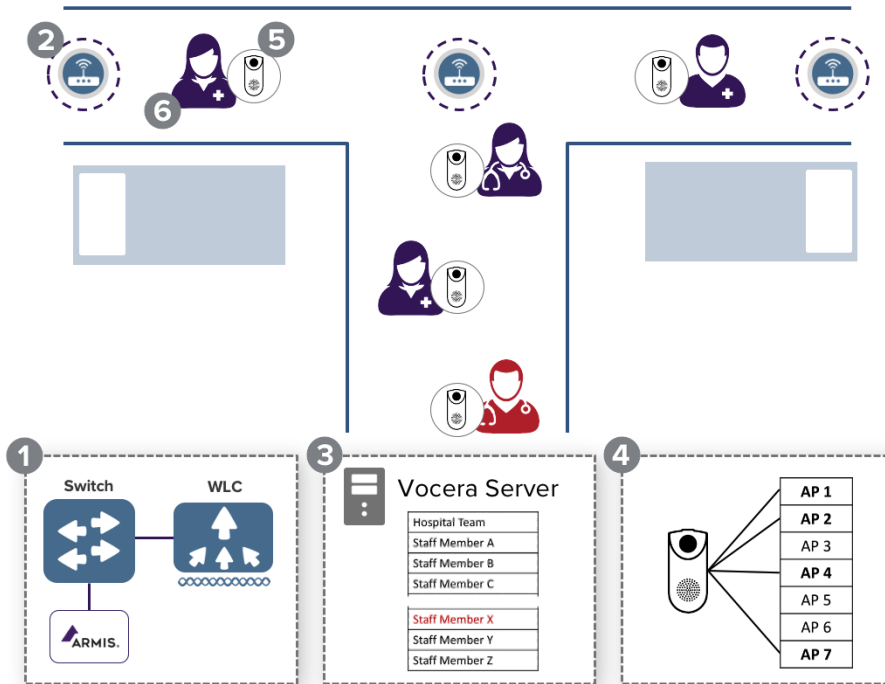 2
5
6
1
Switch
WLC
ARMIS.
3
Vocera Server
Hospital Team
Staff Member A
Staff Member B
Staff Member C
Staff Member X
Staff Member Y
Staff Member Z
4
AP 1
AP 2
AP 3
AP 4
AP 5
AP 6
AP 7